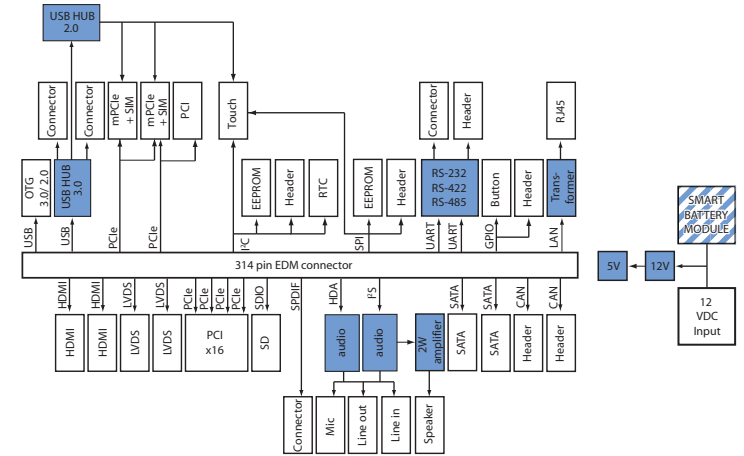 USB HUB
2.0
Connector
Connector
mPCIe
+ SIM
mPCIe
+ SIM
PCI
Touch
Connector
Header
RJ45
OTG
3.0/ 2.0
USB HUB
3.0
EEPROM
Header
RTC
EEPROM
Header
RS-232
RS-422
RS-485
Button
Header
Trans-
former
SMART
BATTERY
MODULE
USB
USB
PCIe
PCIe
I²C
SPI
UART
UART
GPIO
LAN
314 pin EDM connector
5V
12V
HDMI
HDMI
LVDS
LVDS
PCIe
PCIe
PCIe
PCIe
SDIO
SPDIF
HDA
I²S
SATA
SATA
CAN
CAN
12
VDC
Input
HDMI
HDMI
LVDS
LVDS
PCI
x16
SD
audio
audio
2W
amplifier
SATA
SATA
Header
Header
Connector
Mic
Line out
Line in
Speaker